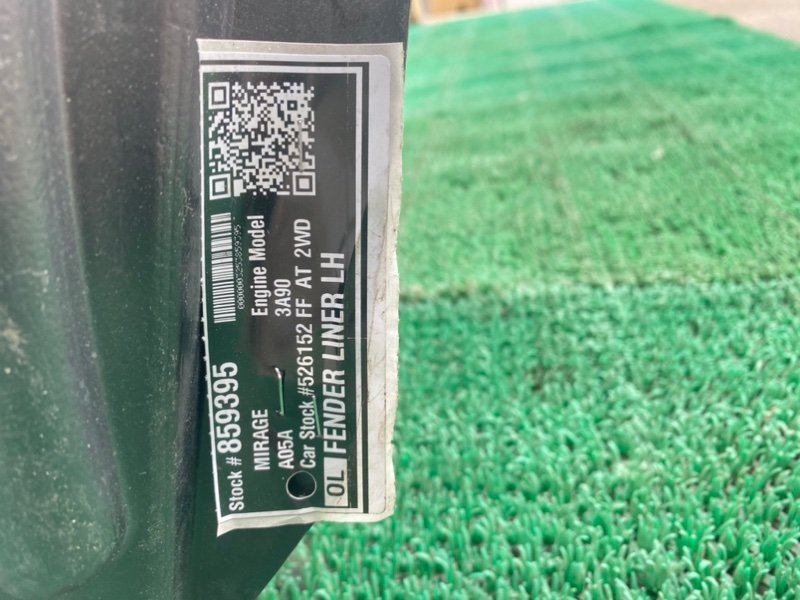 Stock # 859395
MIRAGE
A05A
Engine Model
3A90
Car Stock #526152 FF AT 2WD
OL FENDER LINER LH